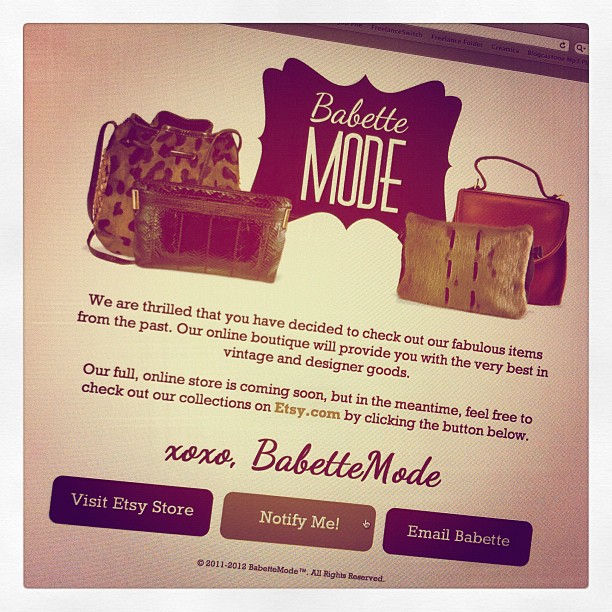 FreelanceSwitch Freelance Folder Creattica
Babette
MODE
We are thrilled that you have decided to check out our fabulous items
from the past. Our online boutique will provide you with the very best in
vintage and designer goods.
Our full, online store is coming soon, but in the meantime, feel free to
check out our collections on Etsy.com by clicking the button below.
xoxo, BabetteMode
Visit Etsy Store
Notify Me!
Email Babette
© 2011-2012 BabetteMode™. All Rights Reserved.